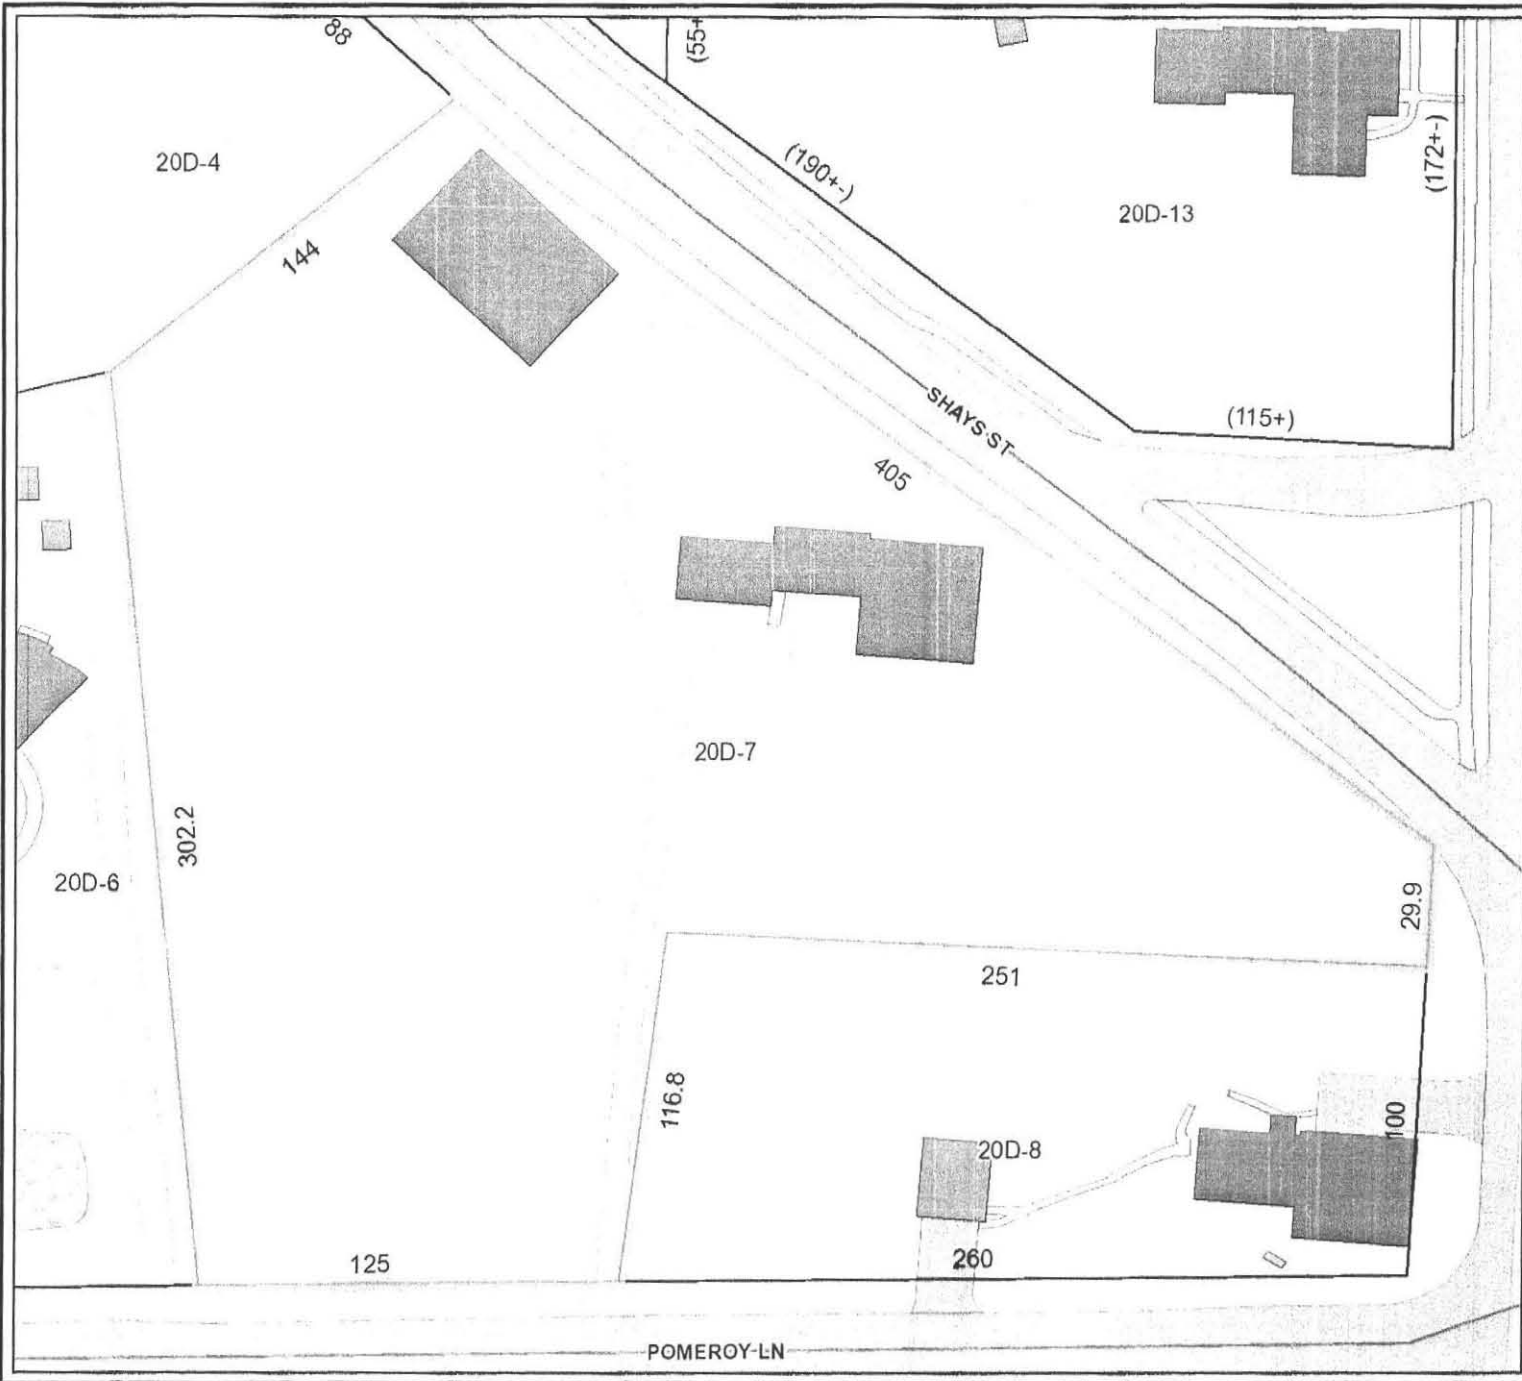 88
(55+
20D-4
(190+-)
(172+-)
20D-13
144
(115+)
SHAYS ST
405
20D-7
302.2
20D-6
29.9
251
116.8
100
20D-8
125
260
POMEROY LN